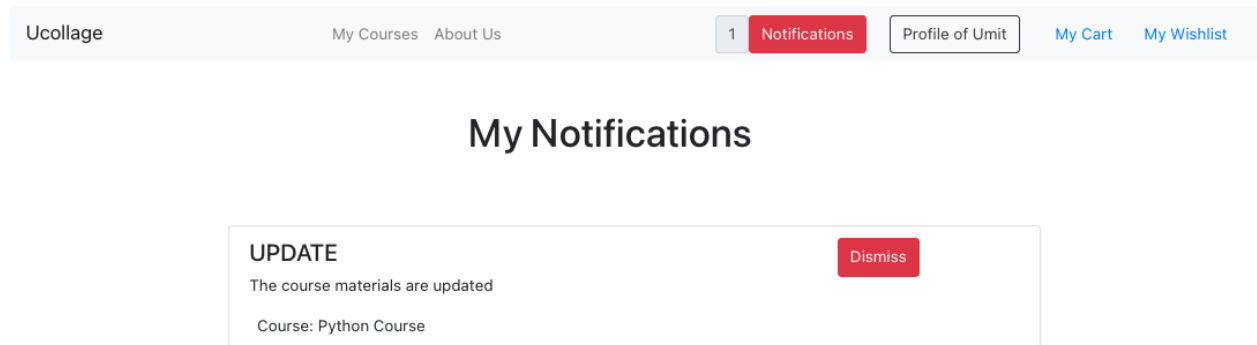 Ucollage My Courses About Us 1 Notifications Profile of Umit My Cart My Wishlist
My Notifications
UPDATE Dismiss
The course materials are updated
Course: Python Course